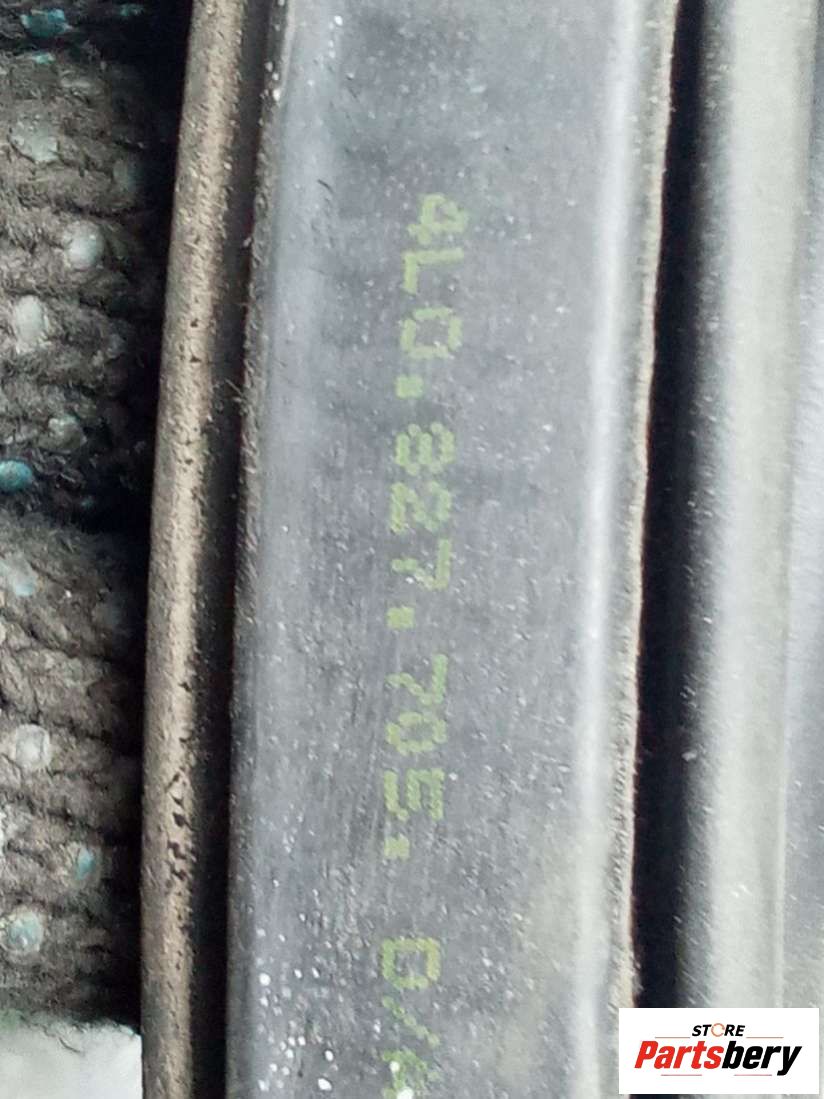 4L0.827.705. D/
STORE
Partsbery